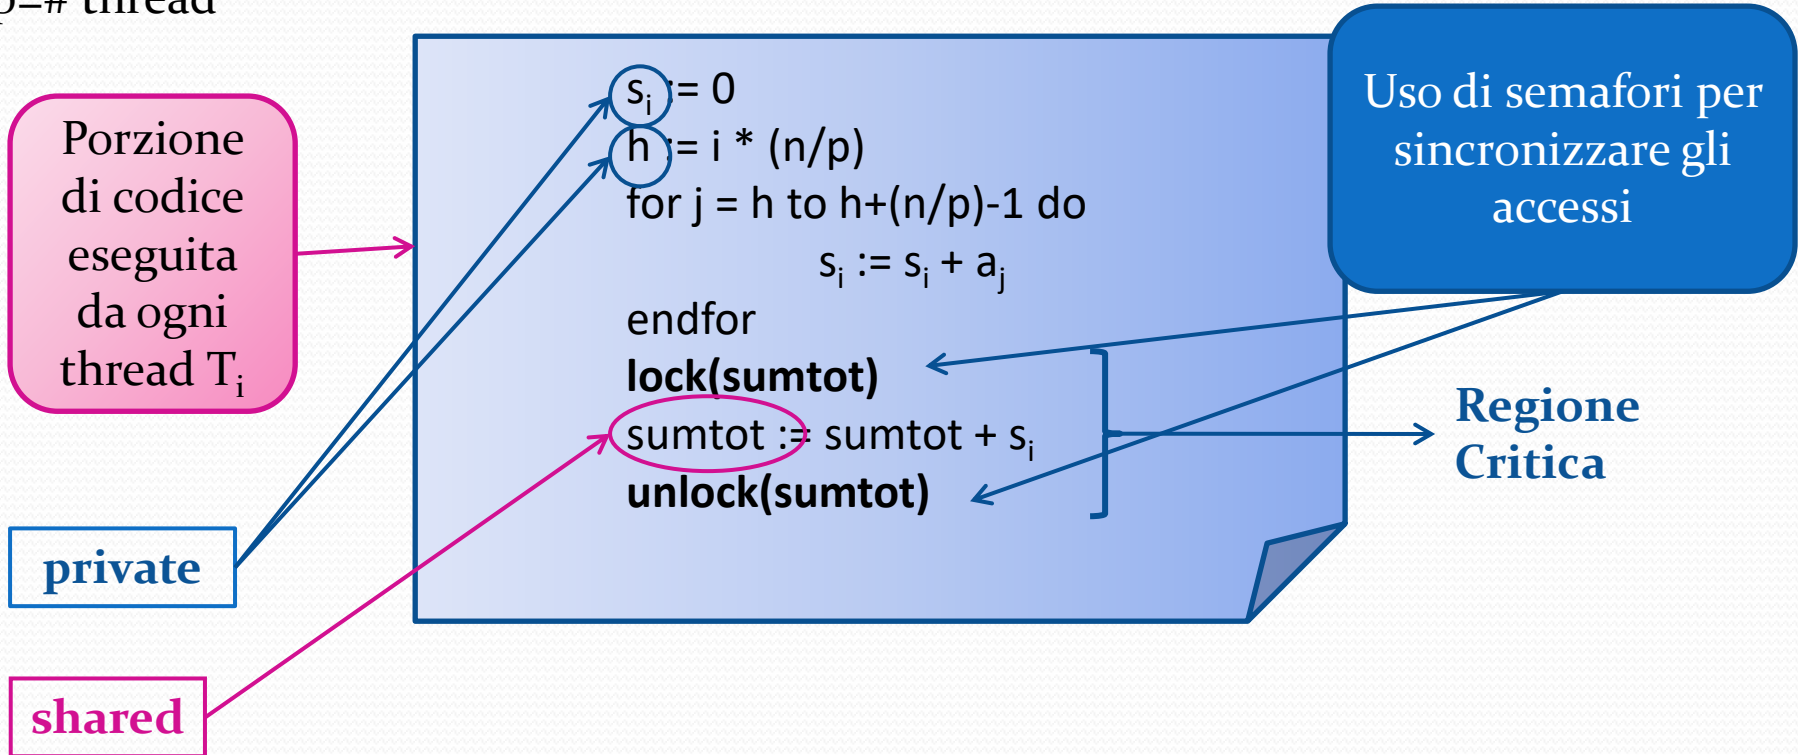 p=# thread
Porzione
di codice
eseguita
da ogni
thread Tᵢ
sᵢ := 0
h := i * (n/p)
for j = h to h+(n/p)-1 do
sᵢ := sᵢ + aⱼ
endfor
lock(sumtot)
sumtot := sumtot + sᵢ
unlock(sumtot)
Uso di semafori per
sincronizzare gli
accessi
Regione
Critica
private
shared